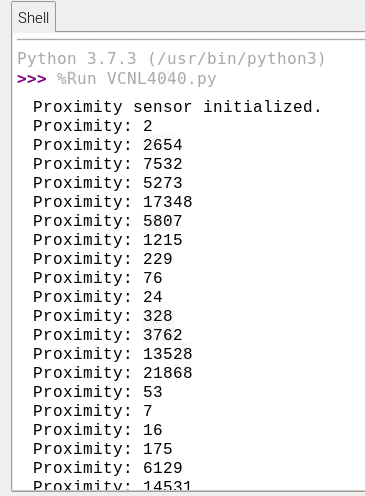 Shell
Python 3.7.3 (/usr/bin/python3)
>>> %Run VCNL4040.py
Proximity sensor initialized.
Proximity: 2
Proximity: 2654
Proximity: 7532
Proximity: 5273
Proximity: 17348
Proximity: 5807
Proximity: 1215
Proximity: 229
Proximity: 76
Proximity: 24
Proximity: 328
Proximity: 3762
Proximity: 13528
Proximity: 21868
Proximity: 53
Proximity: 7
Proximity: 16
Proximity: 175
Proximity: 6129
Proximity: 14531